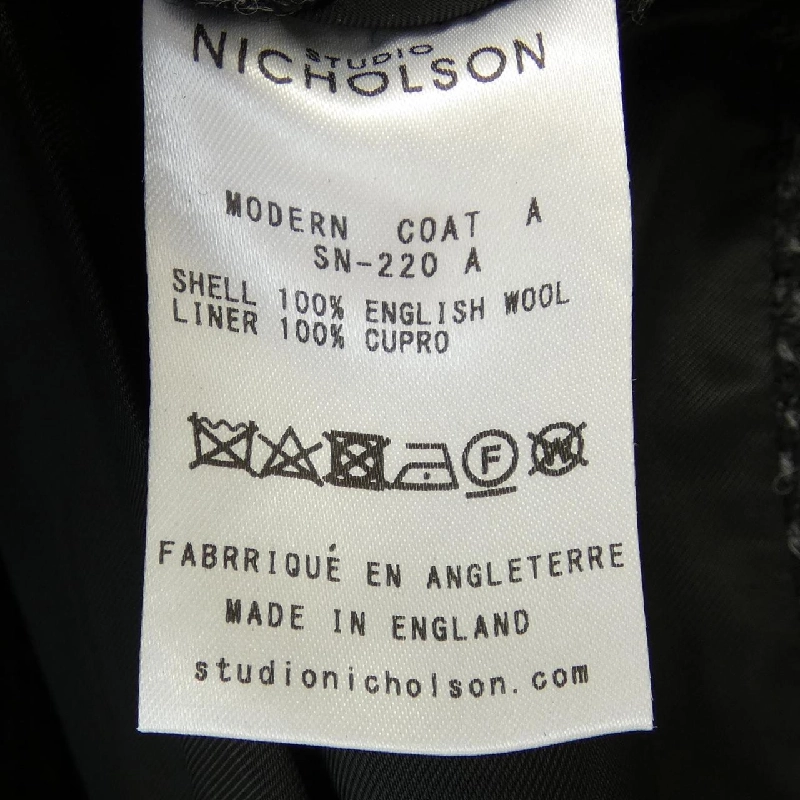 STUDIO
NICHOLSON
MODERN COAT A
SN-220 A
SHELL 100% ENGLISH WOOL
LINER 100% CUPRO
F W
FABRRIQUÉ EN ANGLETERRE
MADE IN ENGLAND
studionicholson.com